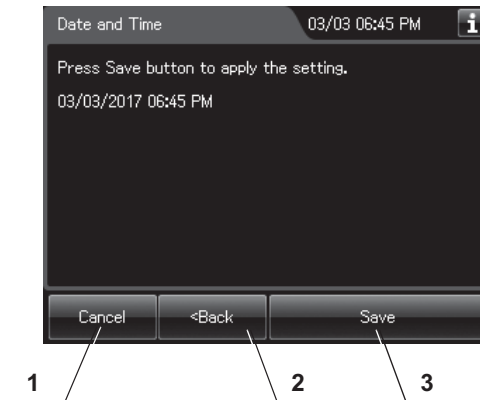 Date and Time 03/03 06:45 PM i
Press Save button to apply the setting.
03/03/2017 06:45 PM
Cancel <Back Save
1 2 3